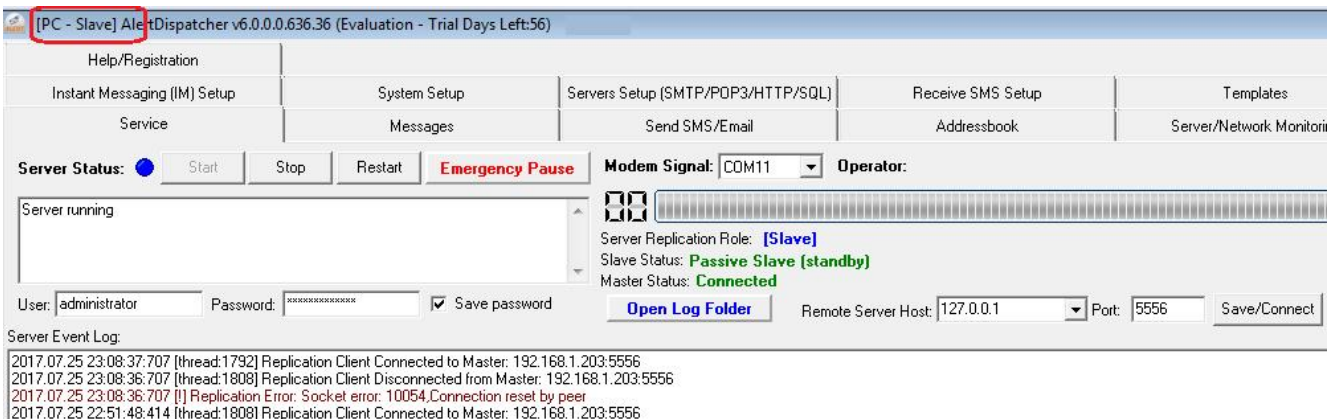 [PC - Slave] AlertDispatcher v6.0.0.0.636.36 (Evaluation - Trial Days Left:56)
Help/Registration
Instant Messaging (IM) Setup System Setup Servers Setup (SMTP/POP3/HTTP/SQL) Receive SMS Setup Templates
Service Messages Send SMS/Email Addressbook Server/Network Monitorin
Server Status: Start Stop Restart Emergency Pause Modem Signal: COM11 Operator:
Server running
Server Replication Role: [Slave]
Slave Status: Passive Slave (standby)
Master Status: Connected
User: administrator Password: ************* Save password Open Log Folder Remote Server Host: 127.0.0.1 Port: 5556 Save/Connect
Server Event Log:
2017.07.25 23:08:37:707 [thread:1792] Replication Client Connected to Master: 192.168.1.203:5556
2017.07.25 23:08:36:707 [thread:1808] Replication Client Disconnected from Master: 192.168.1.203:5556
2017.07.25 23:08:36:707 [!] Replication Error: Socket error: 10054,Connection reset by peer
2017.07.25 22:51:48:414 [thread:1808] Replication Client Connected to Master: 192.168.1.203:5556